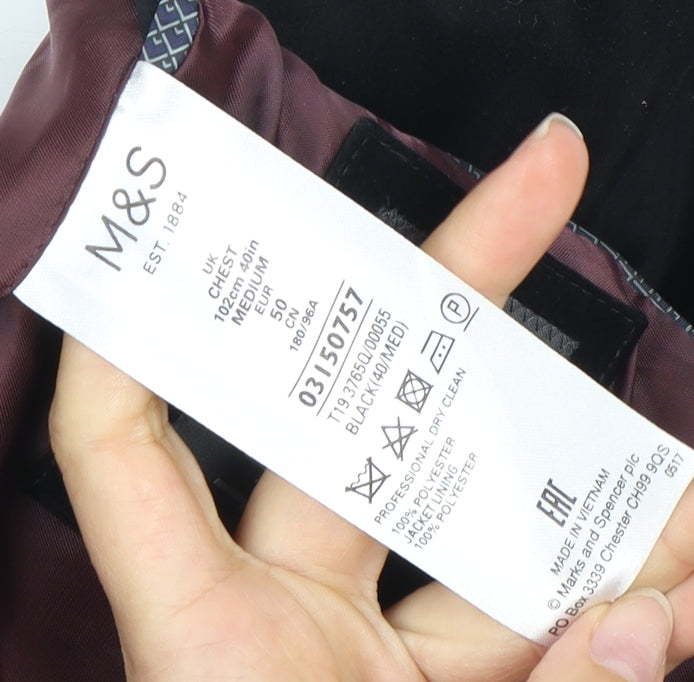 M&S
EST. 1884
UK
CHEST
102cm 40in
MEDIUM
EUR
50
CN
180/96A
03150757
T19 3765Q/00055
BLACK(40/MED)
P
PROFESSIONAL DRY CLEAN
100% POLYESTER
JACKET LINING
100% POLYESTER
EAC
MADE IN VIETNAM
© Marks and Spencer plc
PO Box 3339 Chester CH99 9QS
0517